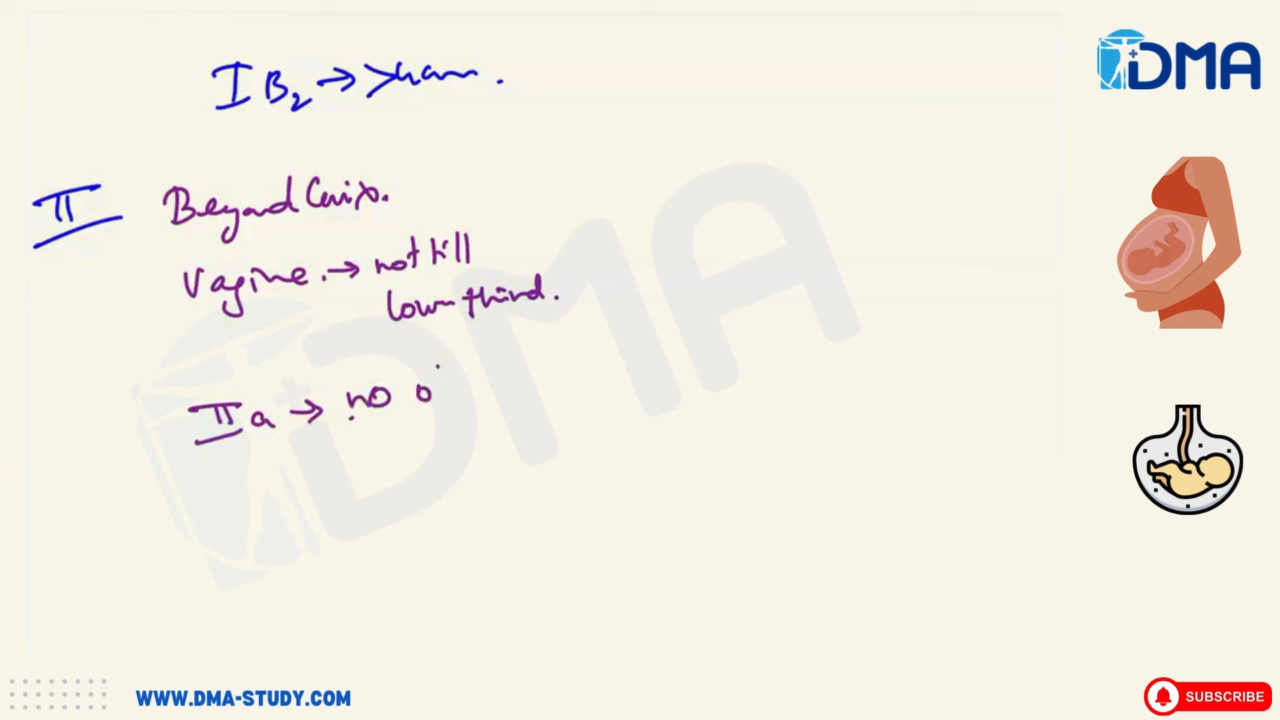 IB2 → >4cm.
DMA
II Beyond Cervix.
Vagina. → not till
lower third.
IIa → no o
WWW.DMA-STUDY.COM
SUBSCRIBE